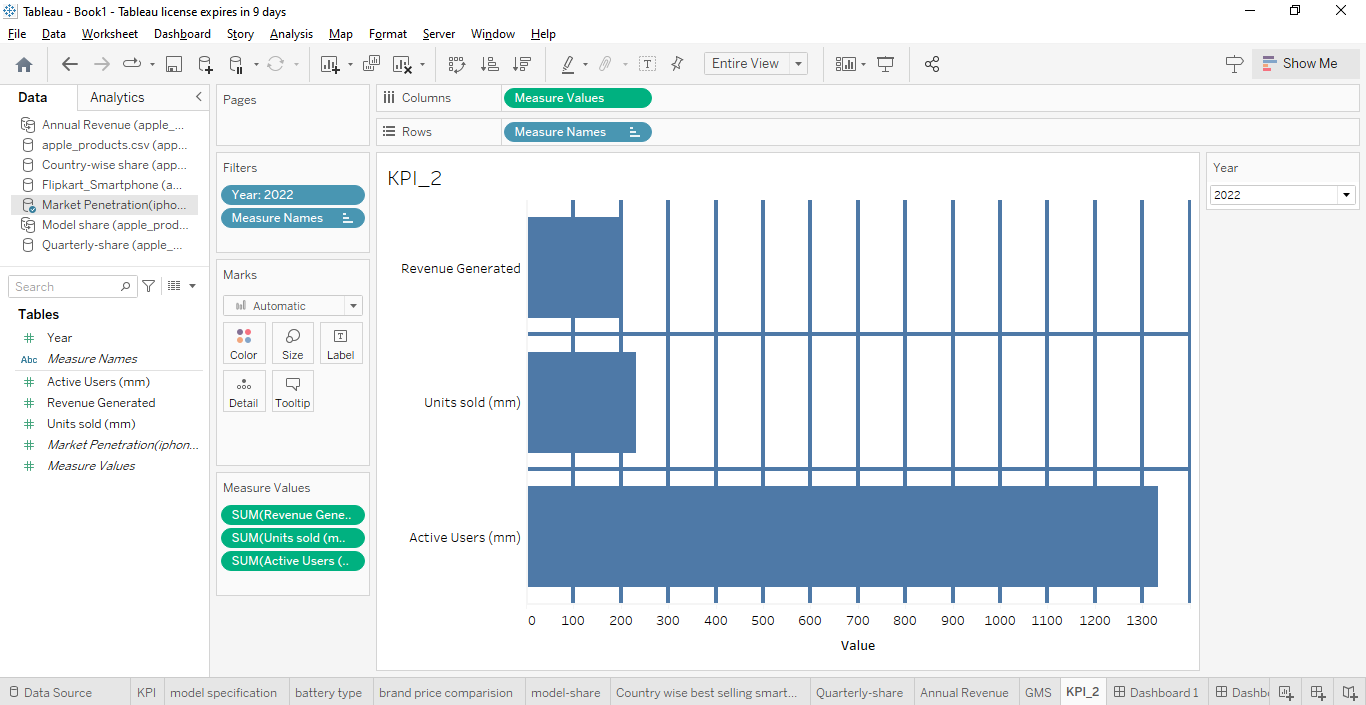 Tableau - Book1 - Tableau license expires in 9 days
File Data Worksheet Dashboard Story Analysis Map Format Server Window Help
Entire View
Show Me
Data
Analytics
Annual Revenue (apple_...
apple_products.csv (app...
Country-wise share (app...
Flipkart_Smartphone (a...
Market Penetration(ipho...
Model share (apple_prod...
Quarterly-share (apple_...
Search
Tables
Year
Abc Measure Names
Active Users (mm)
Revenue Generated
Units sold (mm)
Market Penetration(iphon...
Measure Values
Pages
Filters
Year: 2022
Measure Names
Marks
Automatic
Color
Size
Label
Detail
Tooltip
Measure Values
SUM(Revenue Gene..
SUM(Units sold (m..
SUM(Active Users (..
Columns
Measure Values
Rows
Measure Names
KPI_2
Revenue Generated
Units sold (mm)
Active Users (mm)
0 100 200 300 400 500 600 700 800 900 1000 1100 1200 1300
Value
Year
2022
Data Source
KPI
model specification
battery type
brand price comparision
model-share
Country wise best selling smart...
Quarterly-share
Annual Revenue
GMS
KPI_2
Dashboard 1
Dashb